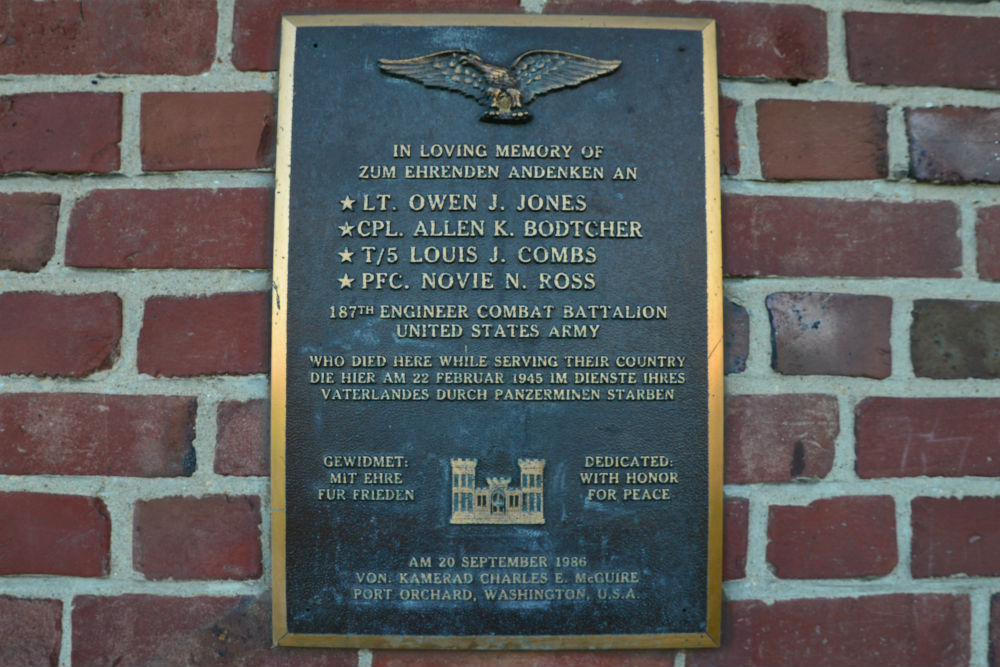 IN LOVING MEMORY OF
ZUM EHRENDEN ANDENKEN AN
★ LT. OWEN J. JONES
★ CPL. ALLEN K. BODTCHER
★ T/5 LOUIS J. COMBS
★ PFC. NOVIE N. ROSS
187TH ENGINEER COMBAT BATTALION
UNITED STATES ARMY
WHO DIED HERE WHILE SERVING THEIR COUNTRY
DIE HIER AM 22 FEBRUAR 1945 IM DIENSTE IHRES
VATERLANDES DURCH PANZERMINEN STARBEN
GEWIDMET:
MIT EHRE
FUR FRIEDEN
DEDICATED:
WITH HONOR
FOR PEACE
AM 20 SEPTEMBER 1986
VON. KAMERAD CHARLES E. McGUIRE
PORT ORCHARD, WASHINGTON, U.S.A.